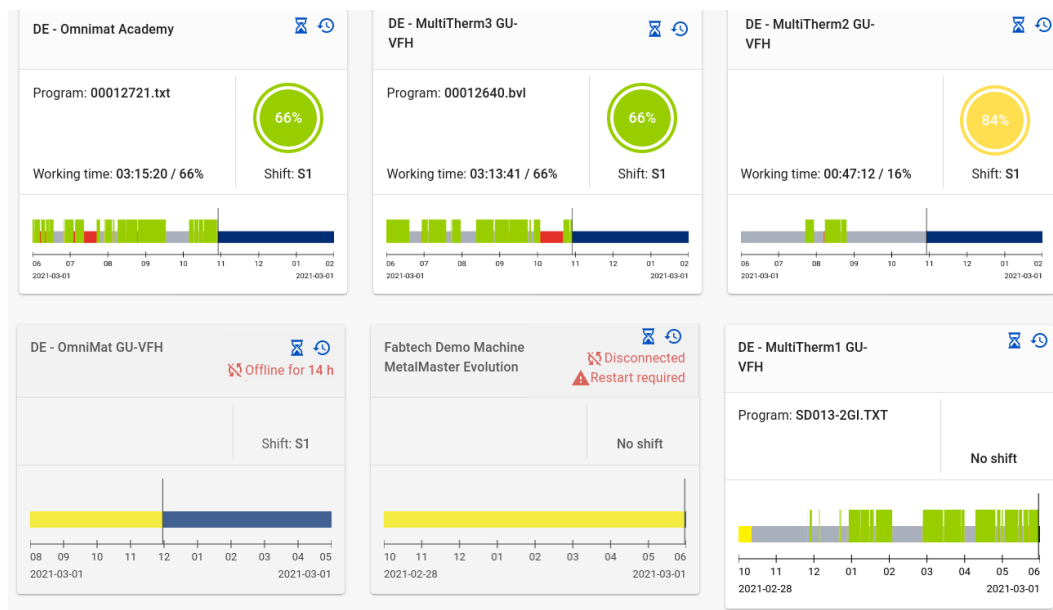 DE - Omnimat Academy
Program: 00012721.txt
66%
Working time: 03:15:20 / 66%
Shift: S1
06 07 08 09 10 11 12 01 02
2021-03-01 2021-03-01
DE - MultiTherm3 GU-
VFH
Program: 00012640.bvl
66%
Working time: 03:13:41 / 66%
Shift: S1
06 07 08 09 10 11 12 01 02
2021-03-01 2021-03-01
DE - MultiTherm2 GU-
VFH
84%
Working time: 00:47:12 / 16%
Shift: S1
06 07 08 09 10 11 12 01 02
2021-03-01 2021-03-01
DE - OmniMat GU-VFH
Offline for 14 h
Shift: S1
08 09 10 11 12 01 02 03 04 05
2021-03-01 2021-03-01
Fabtech Demo Machine
MetalMaster Evolution
Disconnected
Restart required
No shift
10 11 12 01 02 03 04 05 06
2021-02-28 2021-03-01
DE - MultiTherm1 GU-
VFH
Program: SD013-2GI.TXT
No shift
10 11 12 01 02 03 04 05 06
2021-02-28 2021-03-01